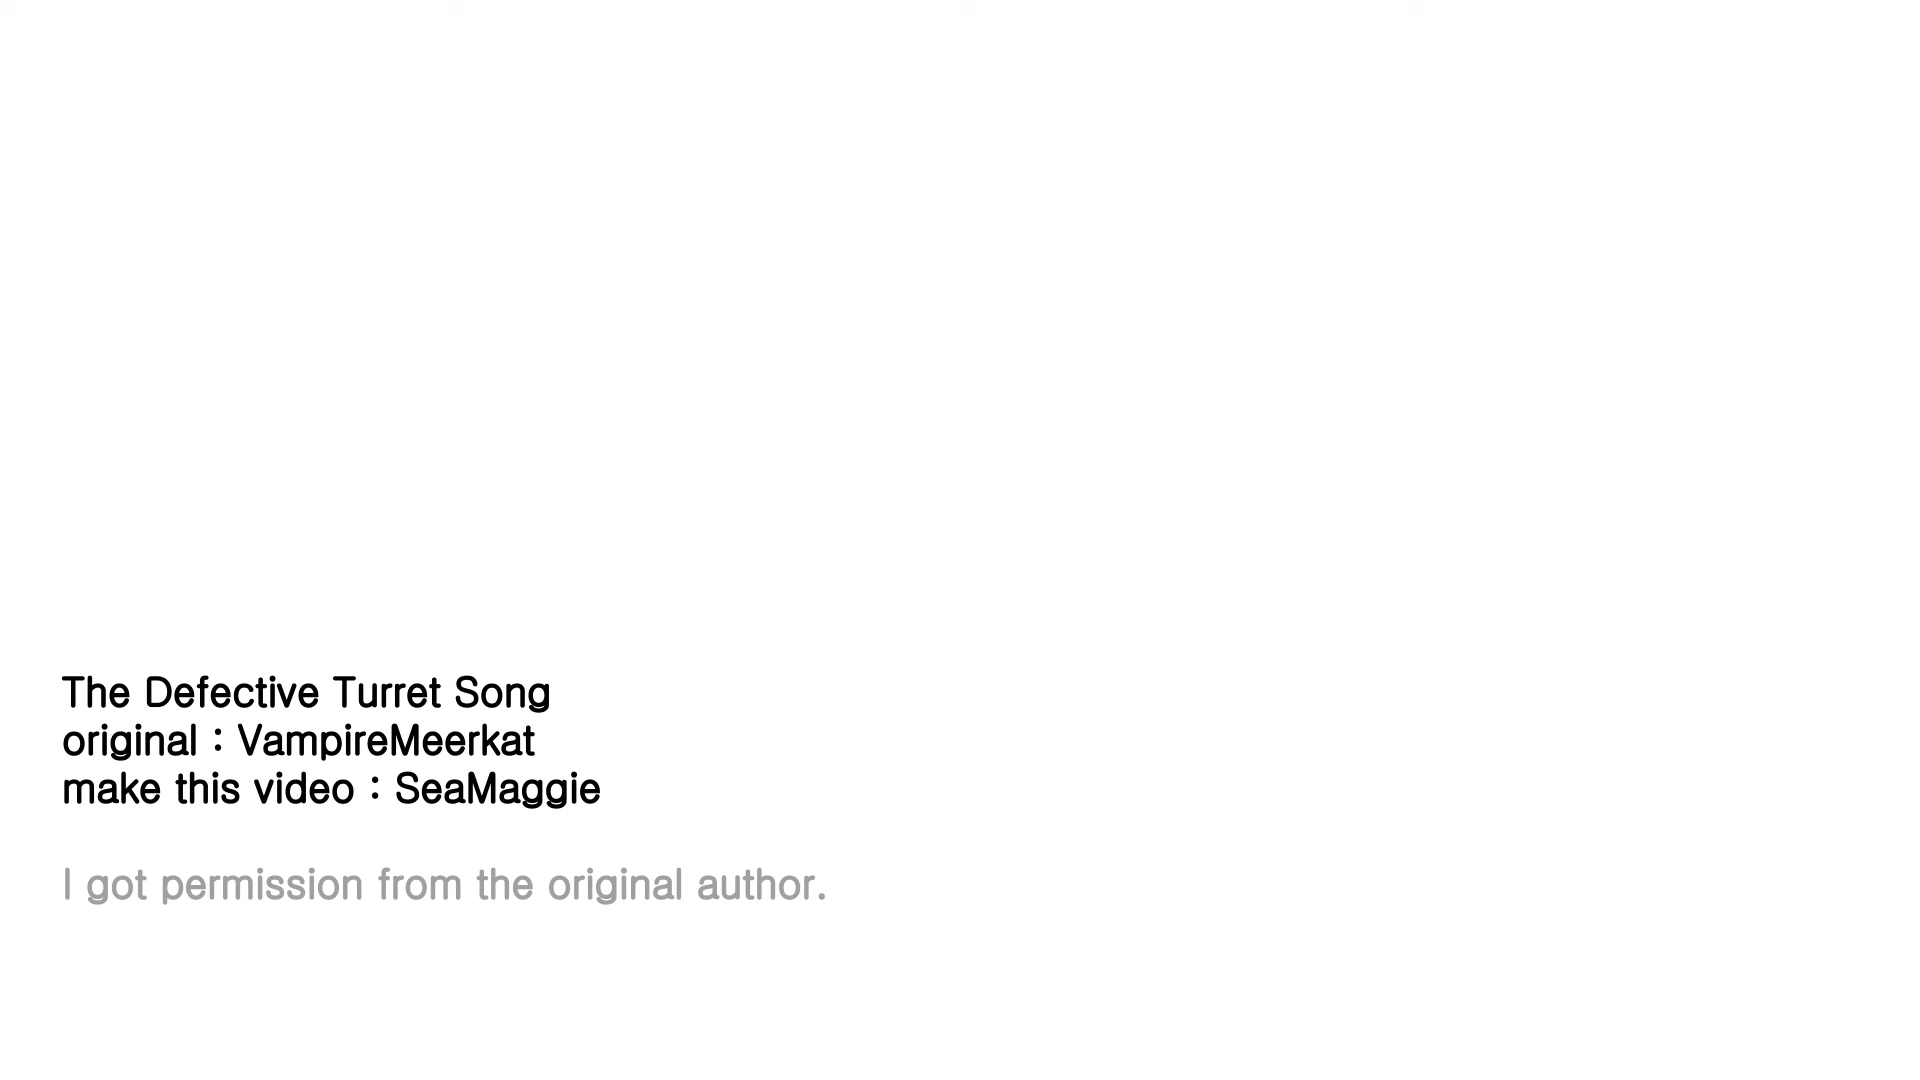 The Defective Turret Song
original : VampireMeerkat
make this video : SeaMaggie
I got permission from the original author.